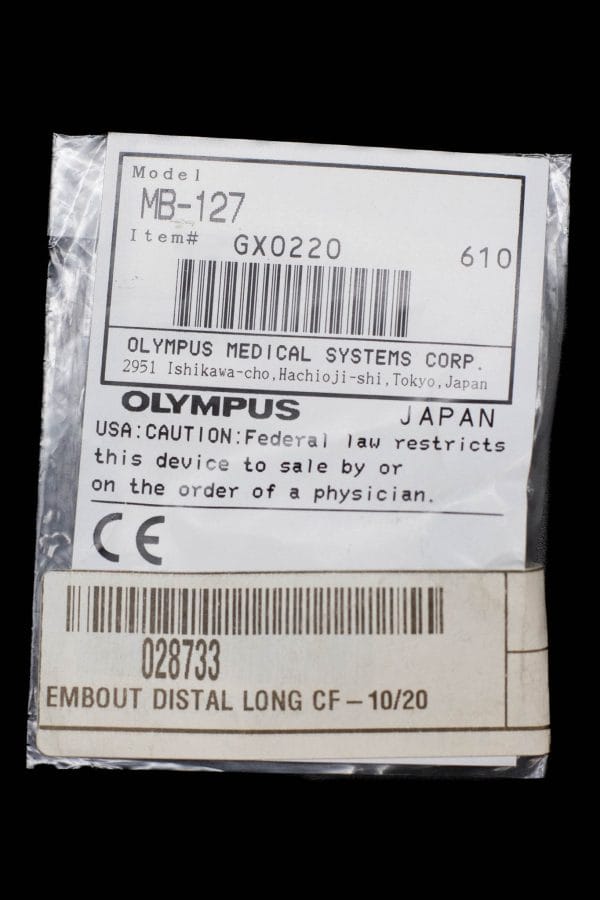 Model
MB-127
Item# GX0220 610
OLYMPUS MEDICAL SYSTEMS CORP.
2951 Ishikawa-cho,Hachioji-shi,Tokyo,Japan
OLYMPUS JAPAN
USA:CAUTION:Federal law restricts
this device to sale by or
on the order of a physician.
CE
028733
EMBOUT DISTAL LONG CF-10/20